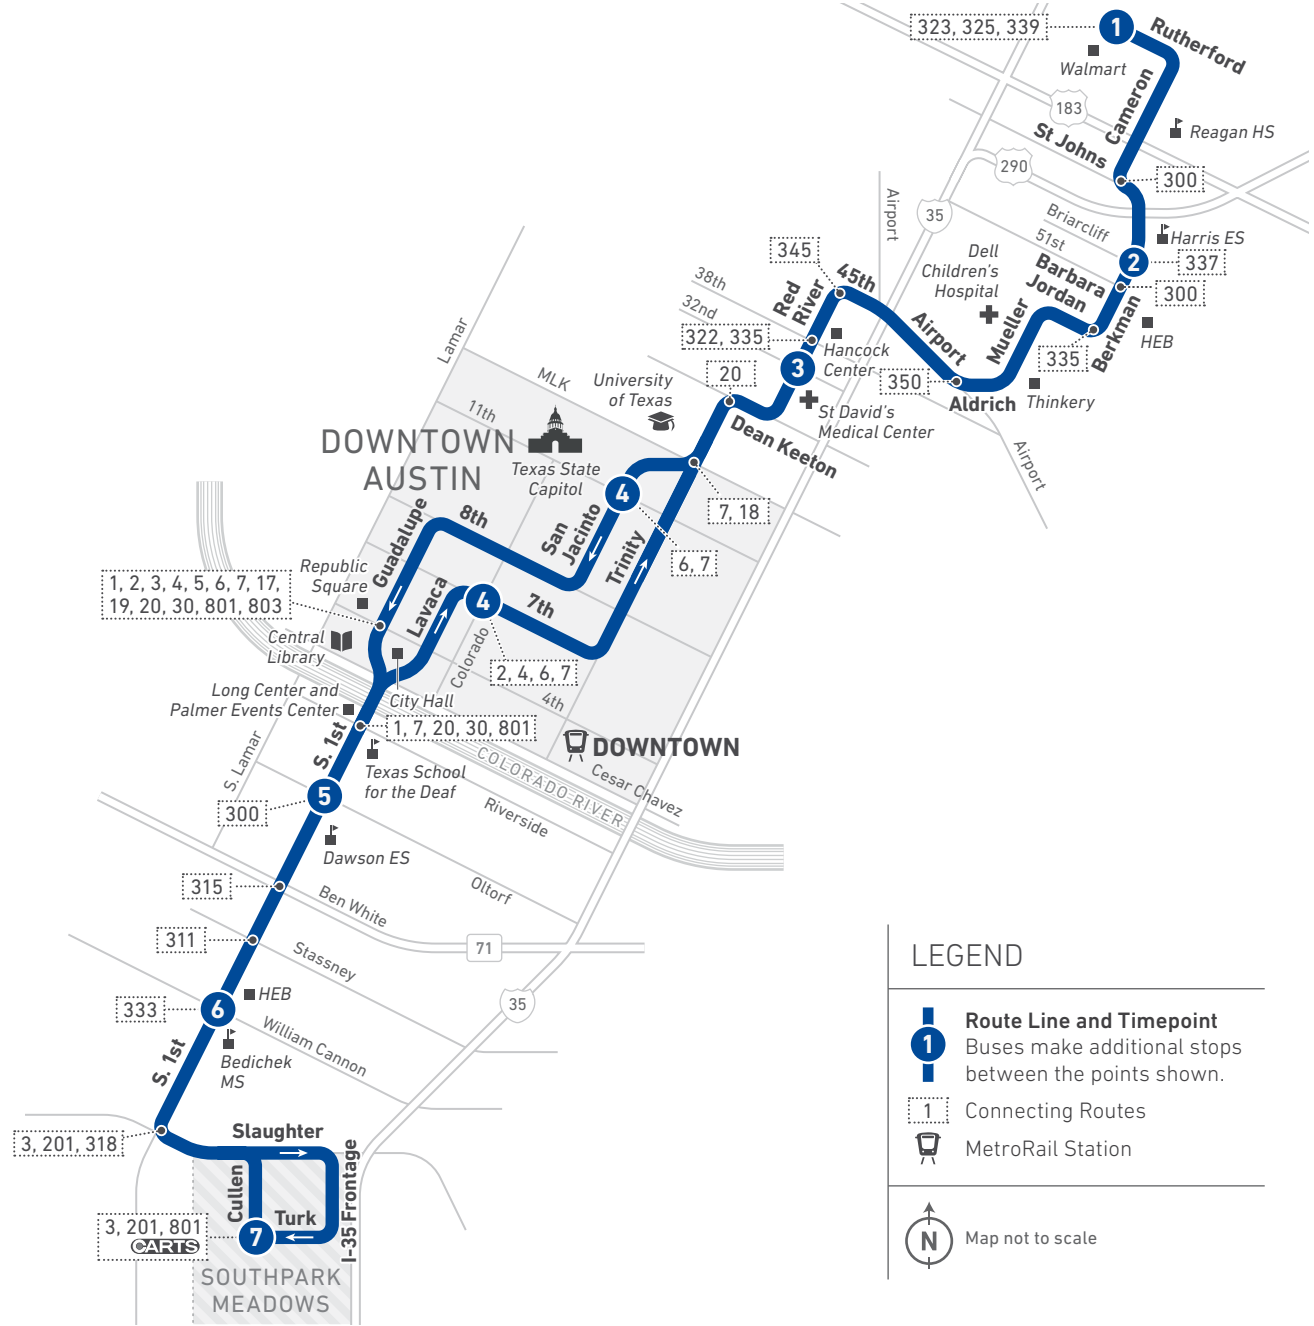 323, 325, 339
1
Rutherford
Walmart
Cameron
183
Reagan HS
St Johns
300
290
Airport
35
Briarcliff
Harris ES
51st
2
337
Dell
Children's
Hospital
Barbara
Jordan
300
345
45th
Red
River
38th
32nd
Airport
Mueller
Berkman
HEB
335
322, 335
Hancock
Center
3
350
Aldrich
Thinkery
Lamar
MLK
University
of Texas
20
St David's
Medical Center
Dean Keeton
Airport
11th
DOWNTOWN
AUSTIN
Texas State
Capitol
4
7, 18
Guadalupe
8th
San
Jacinto
Trinity
6, 7
Republic
Square
1, 2, 3, 4, 5, 6, 7, 17,
19, 20, 30, 801, 803
Lavaca
4
7th
Central
Library
Colorado
2, 4, 6, 7
Long Center and
Palmer Events Center
City Hall
4th
1, 7, 20, 30, 801
S. 1st
DOWNTOWN
S. Lamar
Texas School
for the Deaf
COLORADO RIVER
Cesar Chavez
5
300
Riverside
Dawson ES
315
Ben White
Oltorf
311
Stassney
71
HEB
333
6
35
William Cannon
Bedichek
MS
S. 1st
3, 201, 318
Slaughter
Cullen
I-35 Frontage
Turk
3, 201, 801
CARTS
7
SOUTHPARK
MEADOWS
LEGEND
Route Line and Timepoint
1
Buses make additional stops
between the points shown.
1
Connecting Routes
MetroRail Station
N
Map not to scale